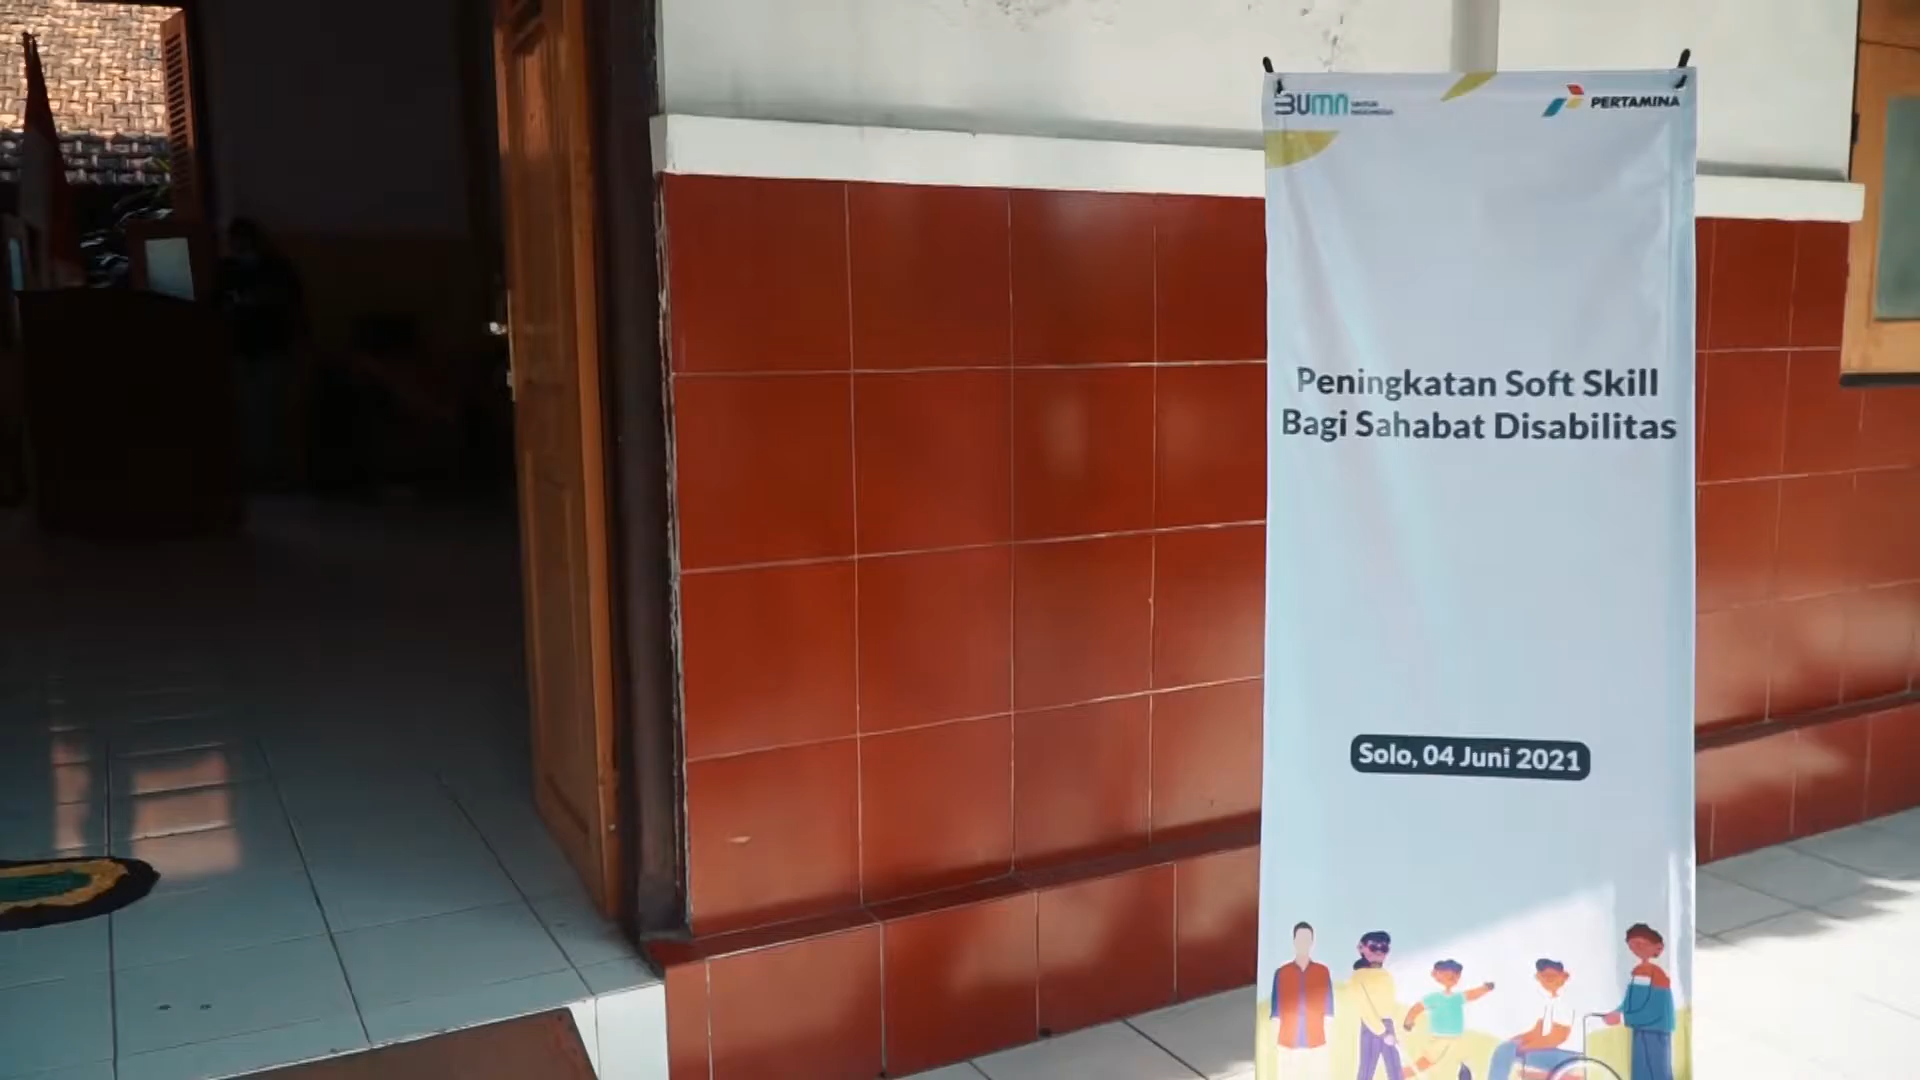 BUMN
PERTAMINA
Peningkatan Soft Skill
Bagi Sahabat Disabilitas
Solo, 04 Juni 2021